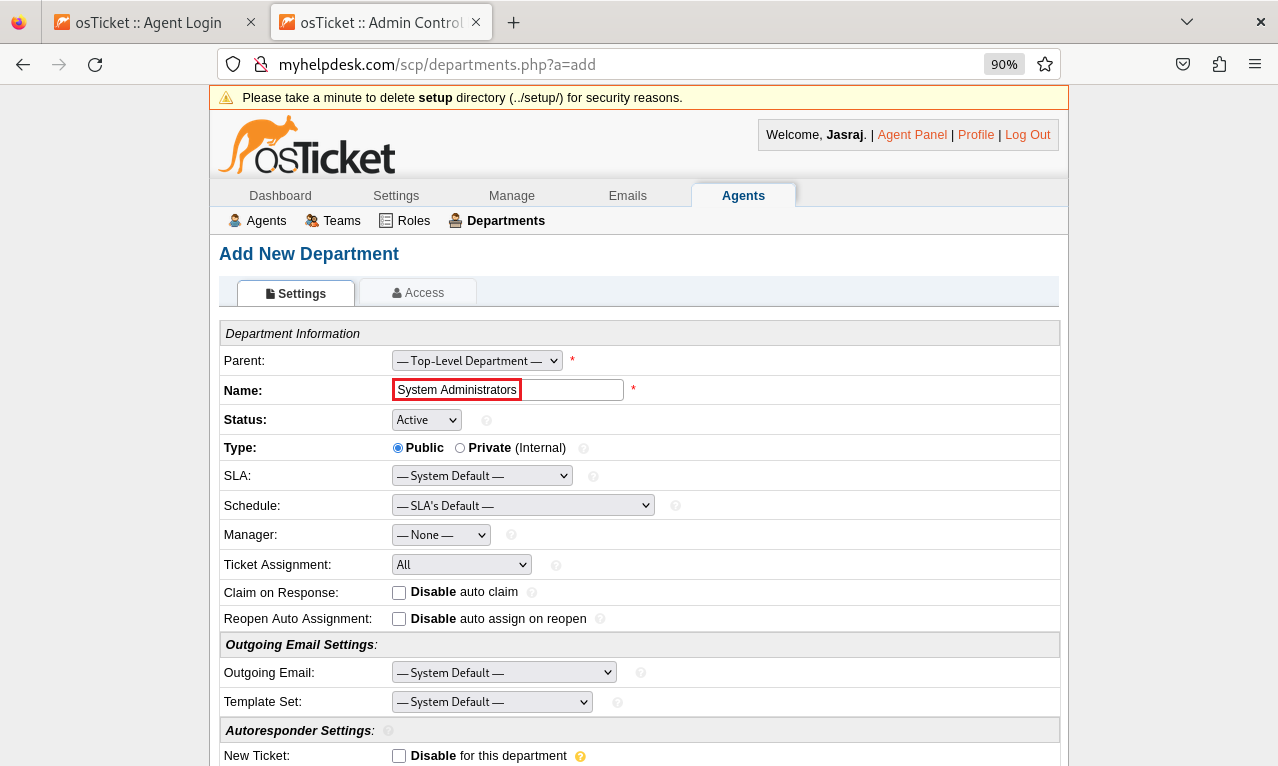 osTicket :: Agent Login
osTicket :: Admin Control
myhelpdesk.com/scp/departments.php?a=add
90%
Please take a minute to delete setup directory (../setup/) for security reasons.
osTicket
Welcome, Jasraj. | Agent Panel | Profile | Log Out
Dashboard Settings Manage Emails Agents
Agents Teams Roles Departments
Add New Department
Settings Access
Department Information
Parent: — Top-Level Department — *
Name: System Administrators *
Status: Active
Type: Public Private (Internal)
SLA: — System Default —
Schedule: — SLA's Default —
Manager: — None —
Ticket Assignment: All
Claim on Response: Disable auto claim
Reopen Auto Assignment: Disable auto assign on reopen
Outgoing Email Settings:
Outgoing Email: — System Default —
Template Set: — System Default —
Autoresponder Settings:
New Ticket: Disable for this department